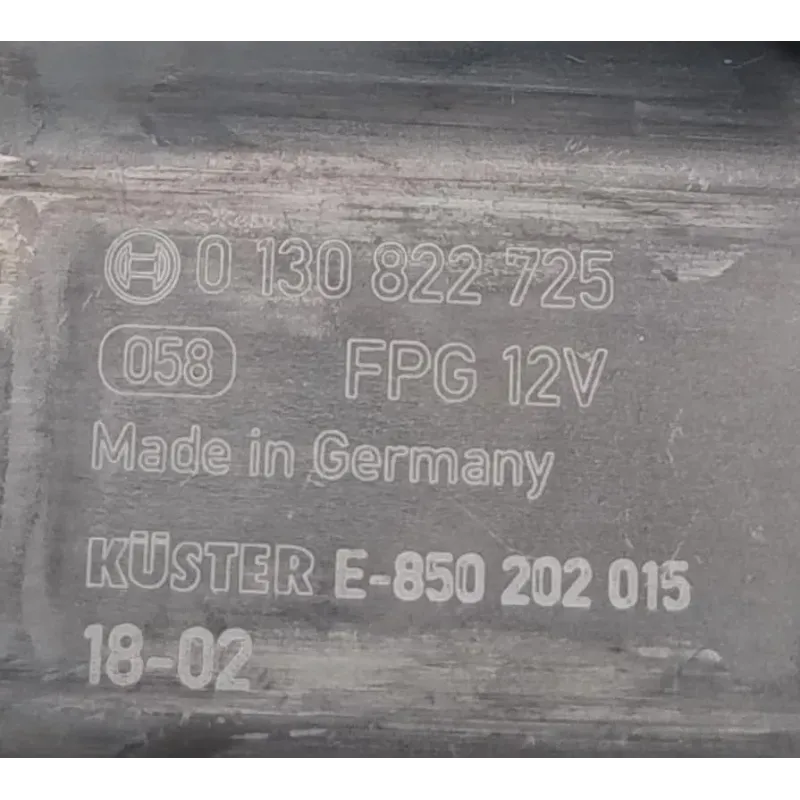 0 130 822 725
058 FPG 12V
Made in Germany
KÜSTER E-850 202 015
18-02